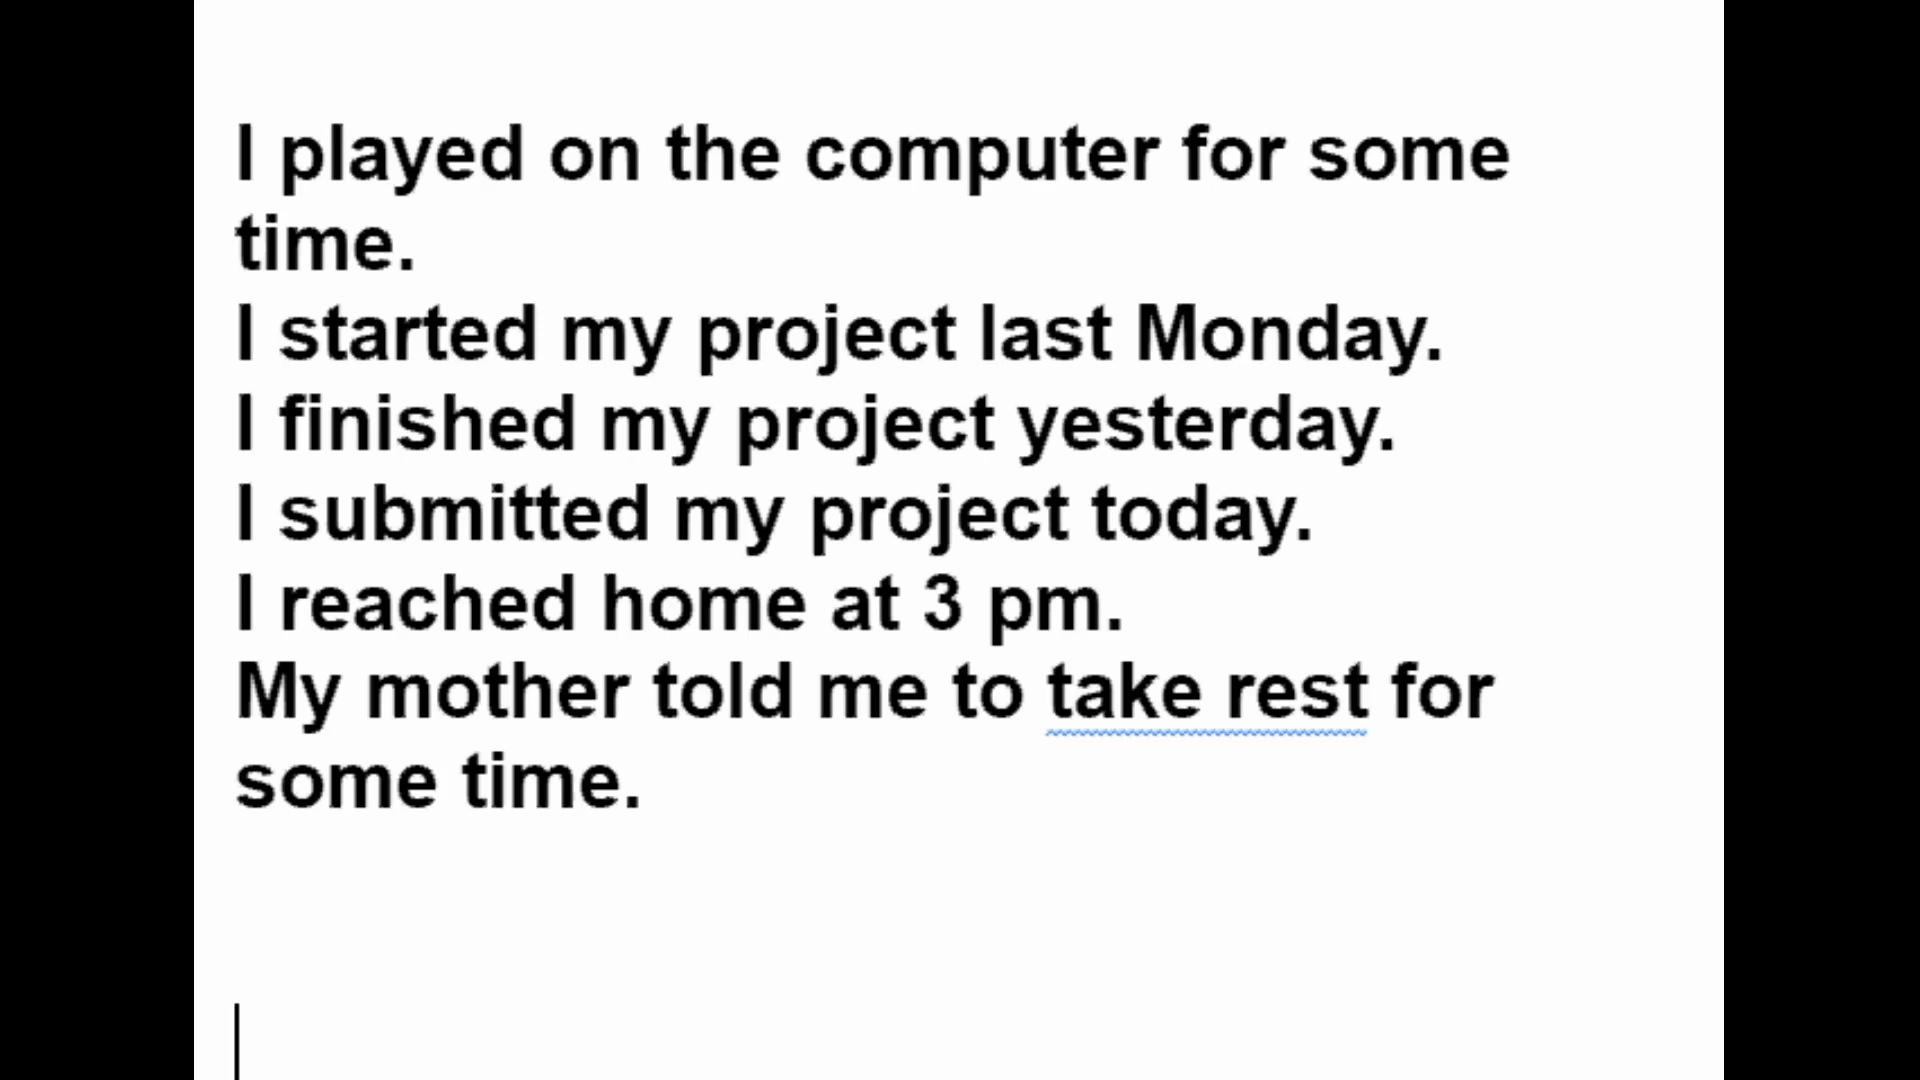 I played on the computer for some
time.
I started my project last Monday.
I finished my project yesterday.
I submitted my project today.
I reached home at 3 pm.
My mother told me to take rest for
some time.